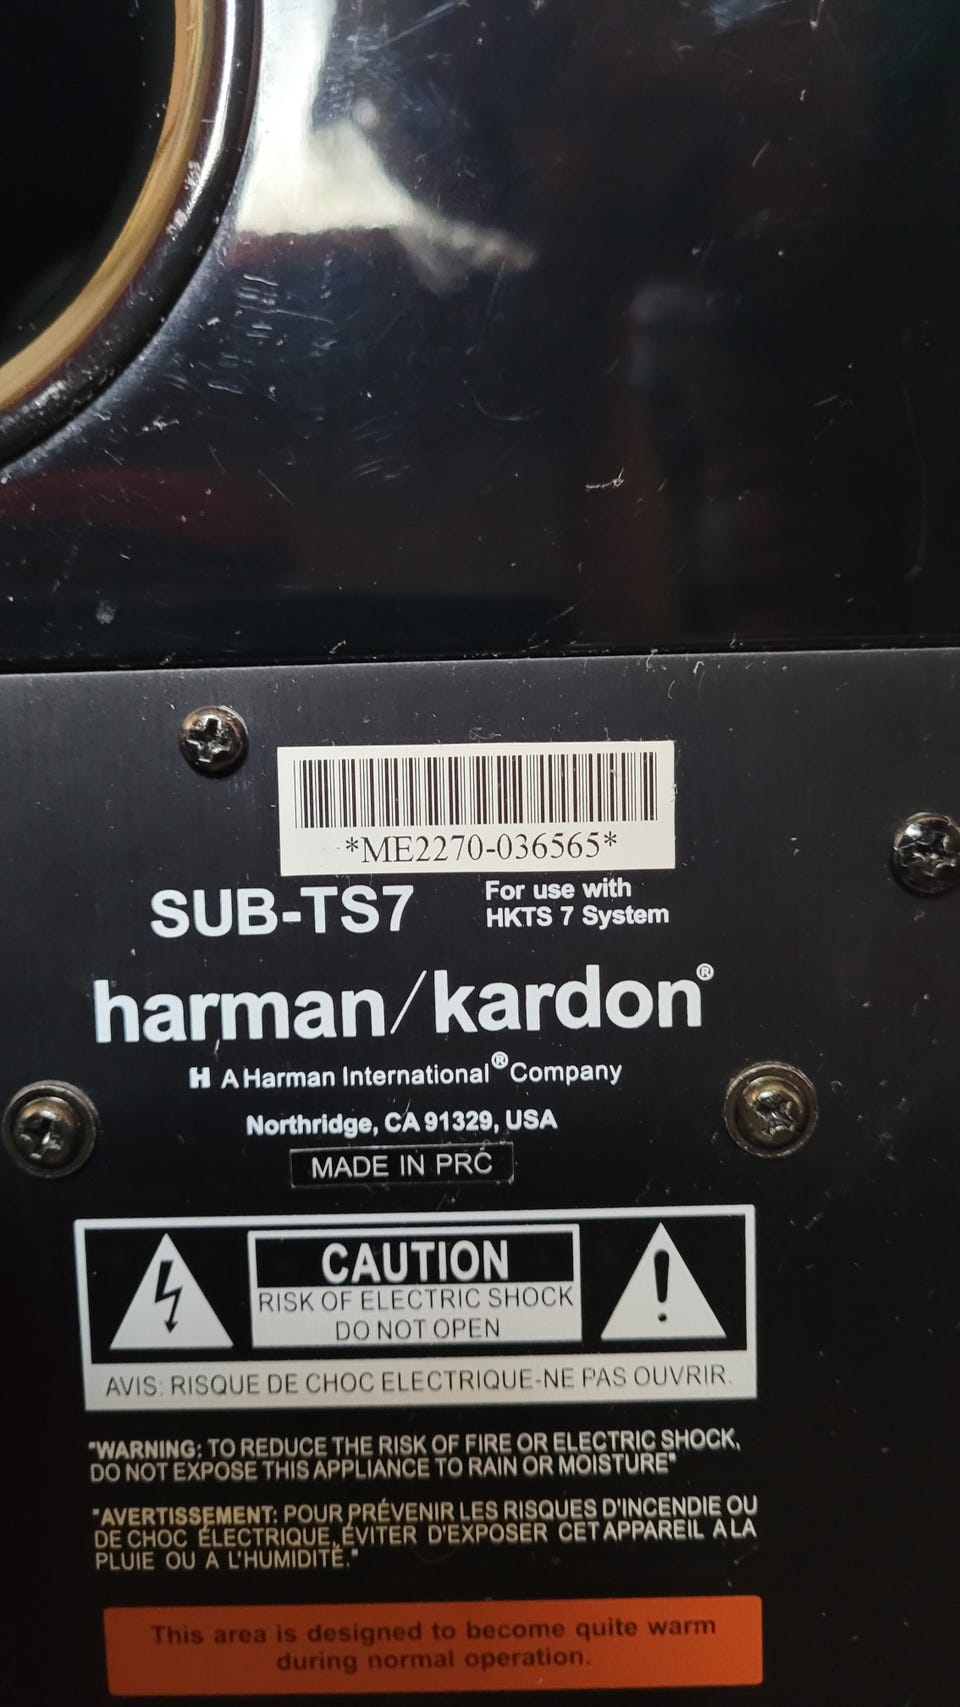 *ME2270-036565*
SUB-TS7
For use with
HKTS 7 System
harman/kardon®
H A Harman International® Company
Northridge, CA 91329, USA
MADE IN PRC
CAUTION
RISK OF ELECTRIC SHOCK
DO NOT OPEN
AVIS: RISQUE DE CHOC ELECTRIQUE-NE PAS OUVRIR.
"WARNING: TO REDUCE THE RISK OF FIRE OR ELECTRIC SHOCK,
DO NOT EXPOSE THIS APPLIANCE TO RAIN OR MOISTURE"
"AVERTISSEMENT: POUR PRÉVENIR LES RISQUES D'INCENDIE OU
DE CHOC ÉLECTRIQUE, ÉVITER D'EXPOSER CET APPAREIL A LA
PLUIE OU A L'HUMIDITÉ."
This area is designed to become quite warm
during normal operation.